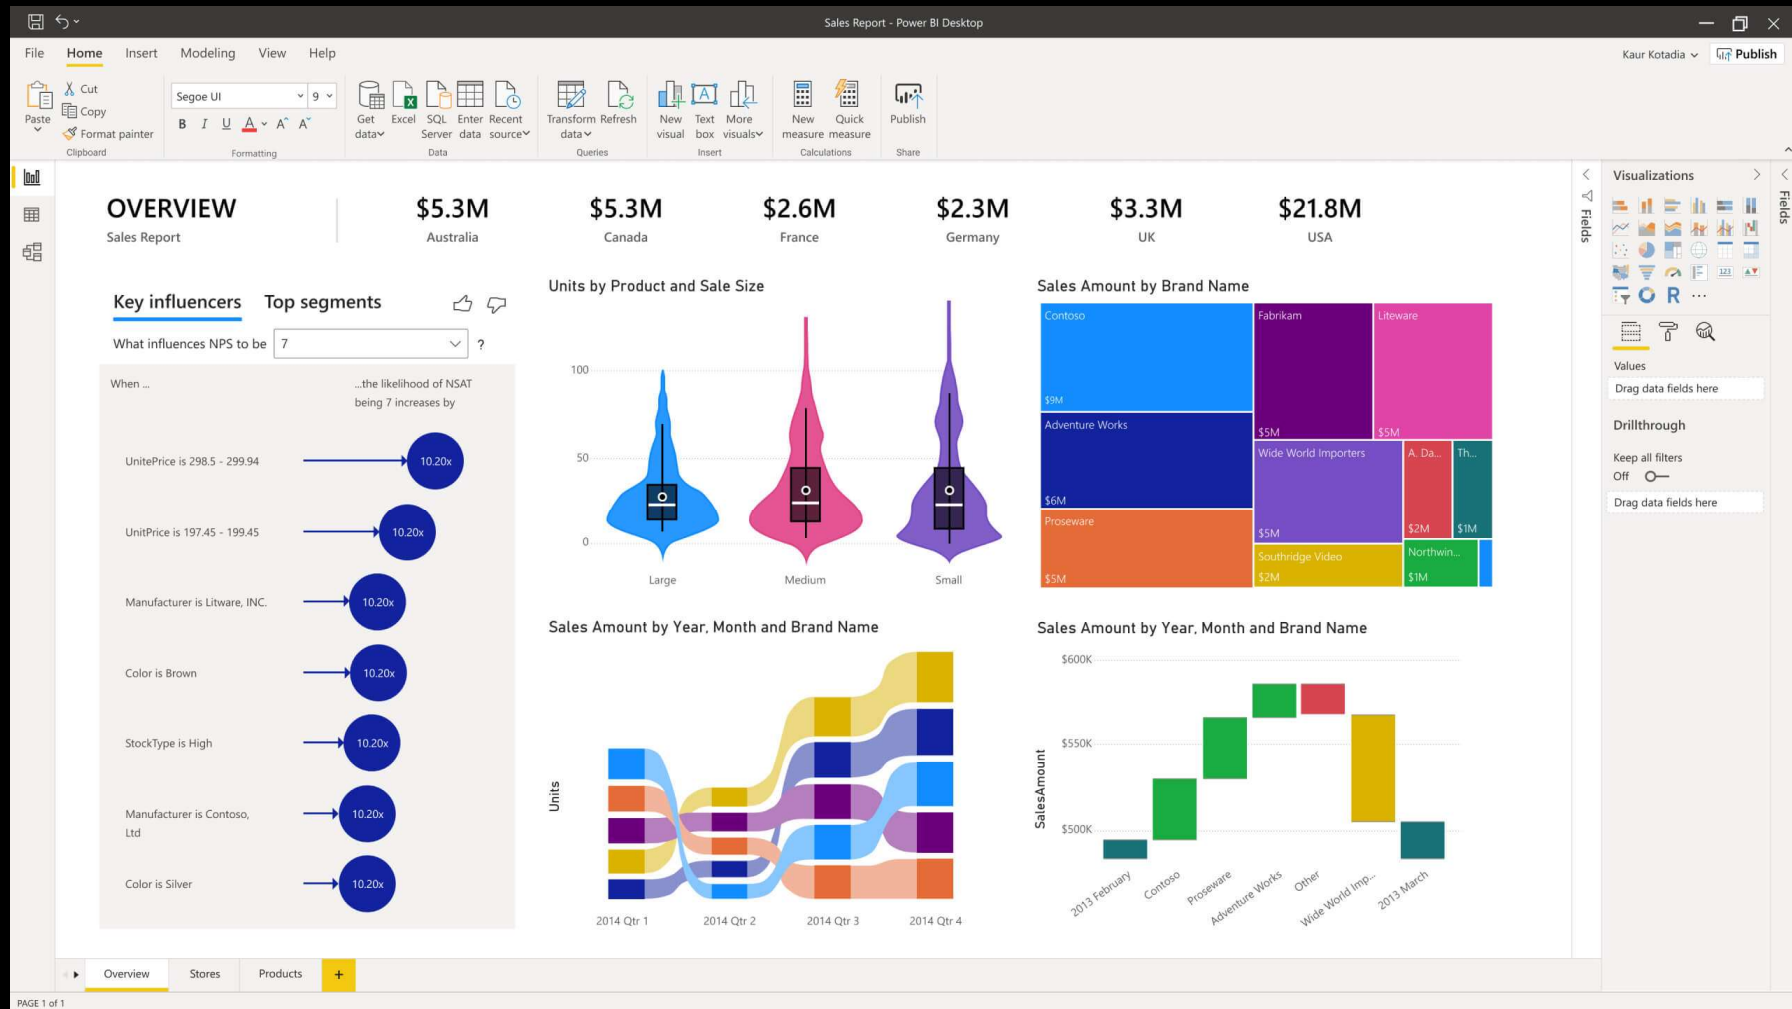 Sales Report - Power BI Desktop
File Home Insert Modeling View Help
Kaur Kotadia
Publish
Paste
Cut
Copy
Format painter
Clipboard
Segoe UI 9
B I U A A A
Formatting
Get data
Excel
SQL Server
Enter data
Recent source
Data
Transform data
Refresh
Queries
New visual
Text box
More visuals
Insert
New measure
Quick measure
Calculations
Publish
Share
OVERVIEW
Sales Report
$5.3M
Australia
$5.3M
Canada
$2.6M
France
$2.3M
Germany
$3.3M
UK
$21.8M
USA
Key influencers Top segments
What influences NPS to be 7 ?
When ...
...the likelihood of NSAT
being 7 increases by
UnitePrice is 298.5 - 299.94 10.20x
UnitPrice is 197.45 - 199.45 10.20x
Manufacturer is Litware, INC. 10.20x
Color is Brown 10.20x
StockType is High 10.20x
Manufacturer is Contoso,
Ltd
10.20x
Color is Silver 10.20x
Units by Product and Sale Size
100
50
0
Large Medium Small
Sales Amount by Brand Name
Contoso
$9M
Adventure Works
$6M
Proseware
$5M
Fabrikam
$5M
Liteware
$5M
Wide World Importers
$5M
A. Da...
$2M
Th...
$1M
Southridge Video
$2M
Northwin...
$1M
Sales Amount by Year, Month and Brand Name
Units
2014 Qtr 1 2014 Qtr 2 2014 Qtr 3 2014 Qtr 4
Sales Amount by Year, Month and Brand Name
SalesAmount
$600K
$550K
$500K
2013 February
Contoso
Proseware
Adventure Works
Other
Wide World Imp...
2013 March
Fields
Visualizations
123
R ...
Values
Drag data fields here
Drillthrough
Keep all filters
Off
Drag data fields here
Fields
Overview Stores Products +
PAGE 1 of 1